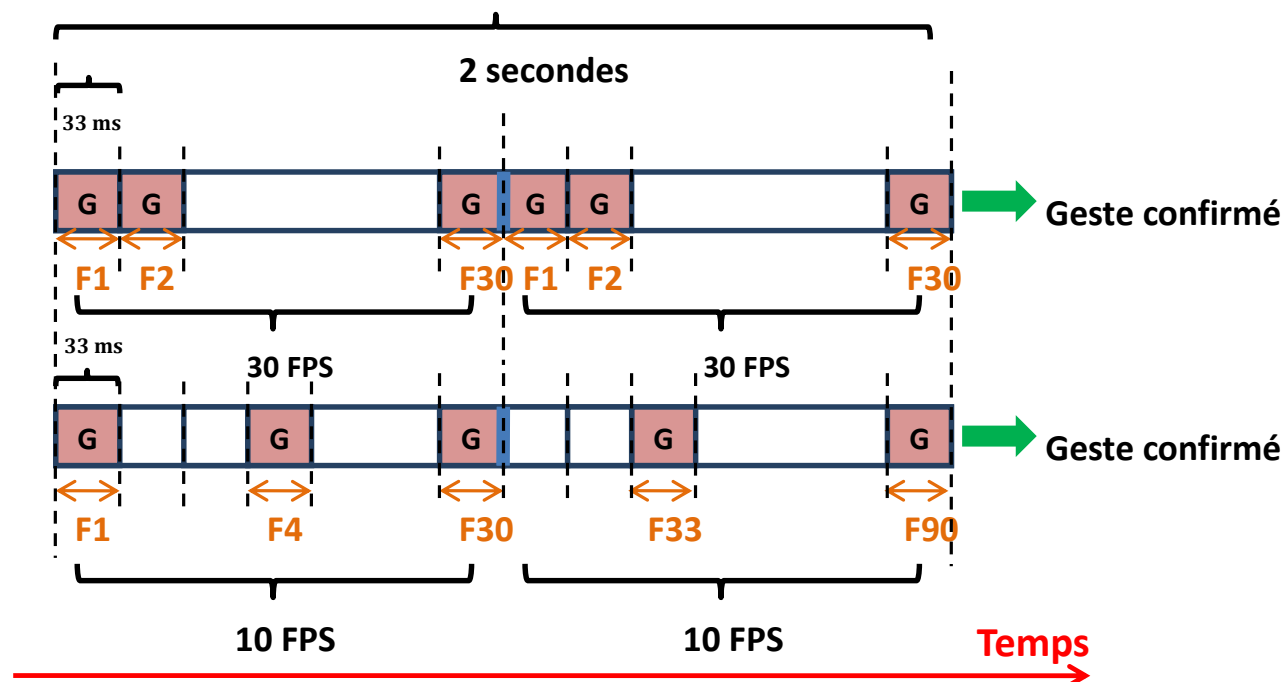 2 secondes
33 ms
G G G G G G
Geste confirmé
F1 F2 F30 F1 F2 F30
33 ms
30 FPS 30 FPS
G G G G G
Geste confirmé
F1 F4 F30 F33 F90
10 FPS 10 FPS
Temps